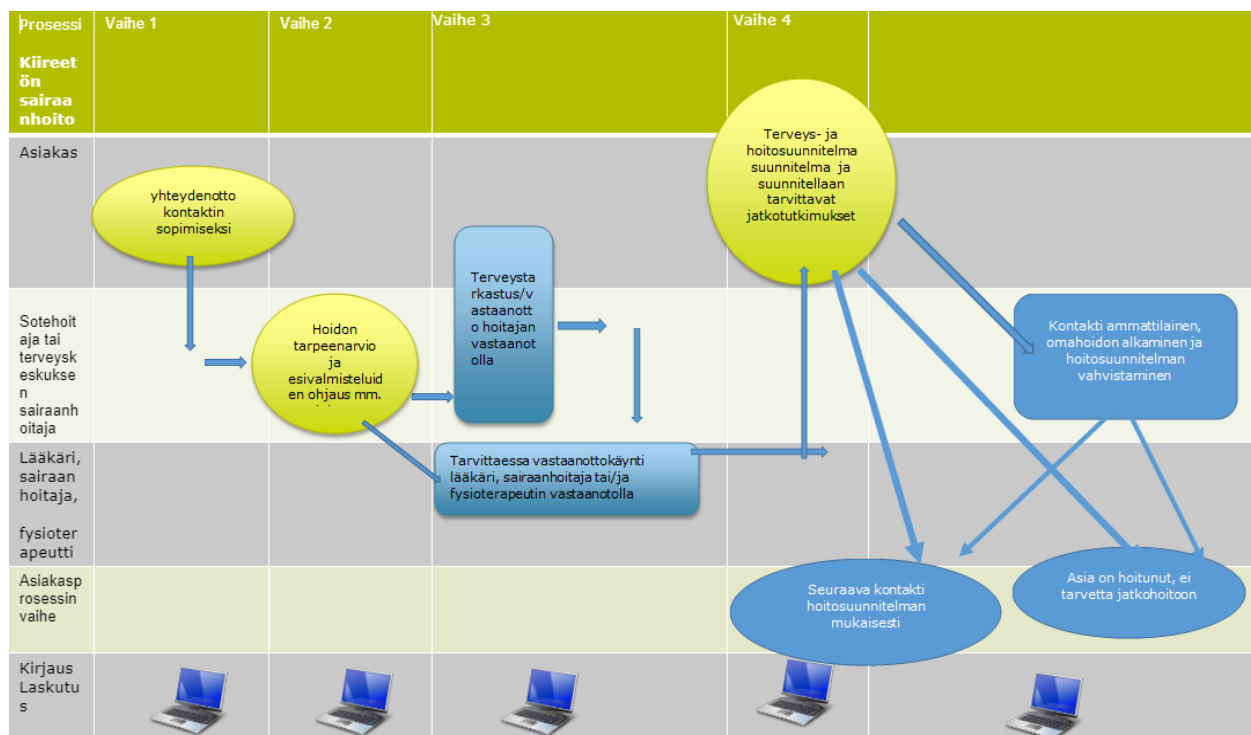 Prosessi
Kiireet
ön
sairaa
nhoito
Vaihe 1
Vaihe 2
Vaihe 3
Vaihe 4
Asiakas
yhteydenotto
kontaktin
sopimiseksi
Terveys- ja
hoitosuunnitelma
suunnitelma ja
suunnitellaan
tarvittavat
jatkotutkimukset
Sotehoit
aja tai
terveysk
eskukse
n
sairaanh
oitaja
Hoidon
tarpeenarvio
ja
esivalmisteluid
en ohjaus mm.
Terveysta
rkastus/v
astaanott
o hoitajan
vastaanot
olla
Kontakti ammattilainen,
omahoidon alkaminen ja
hoitosuunnitelman
vahvistaminen
Lääkäri,
sairaan
hoitaja,
fysioter
apeutti
Tarvittaessa vastaanottokäynti
lääkäri, sairaanhoitaja tai/ja
fysioterapeutin vastaanotolla
Asiakasp
rosessin
vaihe
Seuraava kontakti
hoitosuunnitelman
mukaisesti
Asia on hoitunut, ei
tarvetta jatkohoitoon
Kirjaus
Laskutu
s